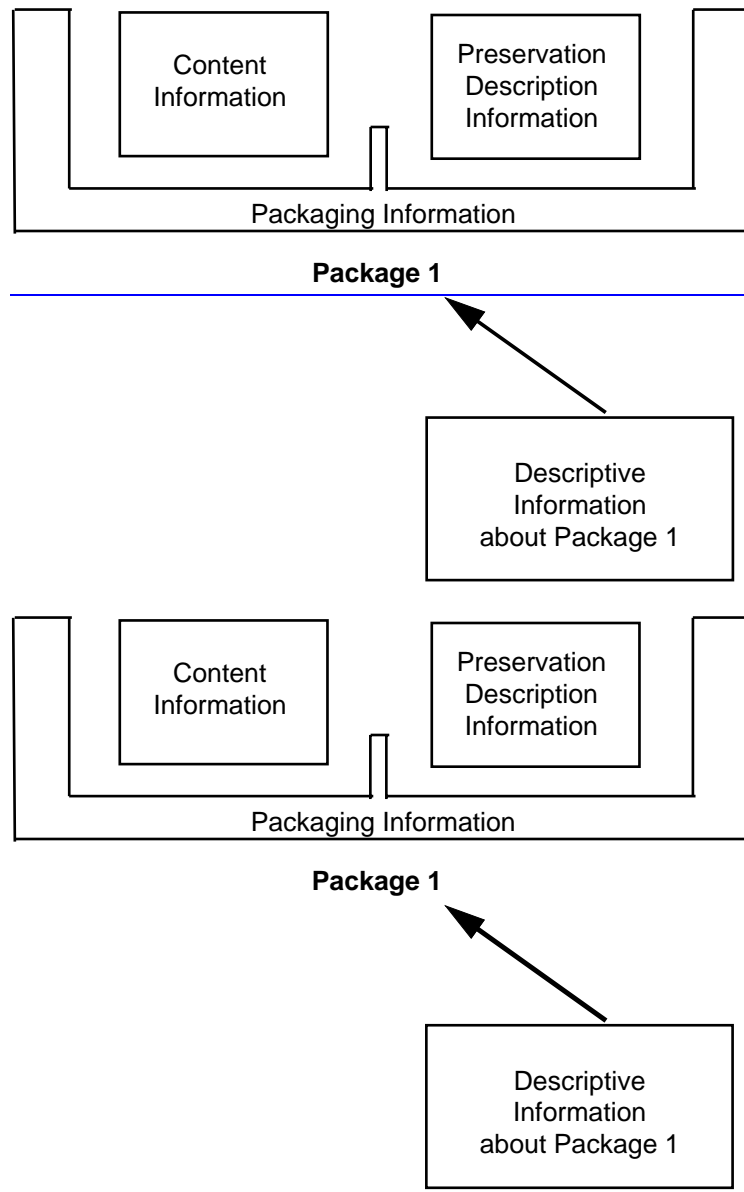 Content
Information
Preservation
Description
Information
Packaging Information
Package 1
Descriptive
Information
about Package 1
Content
Information
Preservation
Description
Information
Packaging Information
Package 1
Descriptive
Information
about Package 1